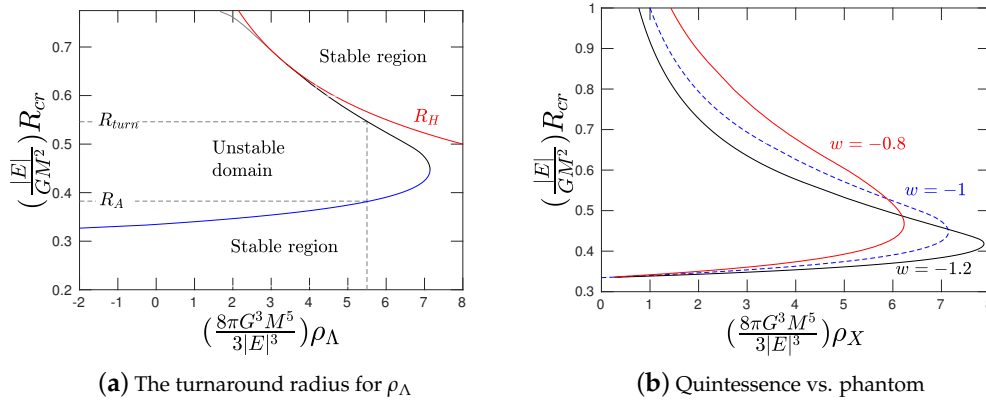 0.7
0.6
0.5
0.4
0.3
0.2
-2 -1 0 1 2 3 4 5 6 7 8
(|E|/GM²)R_cr
(8πG³M⁵/3|E|³)ρ_Λ
Stable region
R_turn
R_H
Unstable
domain
R_A
Stable region
(a) The turnaround radius for ρ_Λ
1
0.9
0.8
0.7
0.6
0.5
0.4
0.3
0 1 2 3 4 5 6 7
(|E|/GM²)R_cr
(8πG³M⁵/3|E|³)ρ_X
w = −0.8
w = −1
w = −1.2
(b) Quintessence vs. phantom